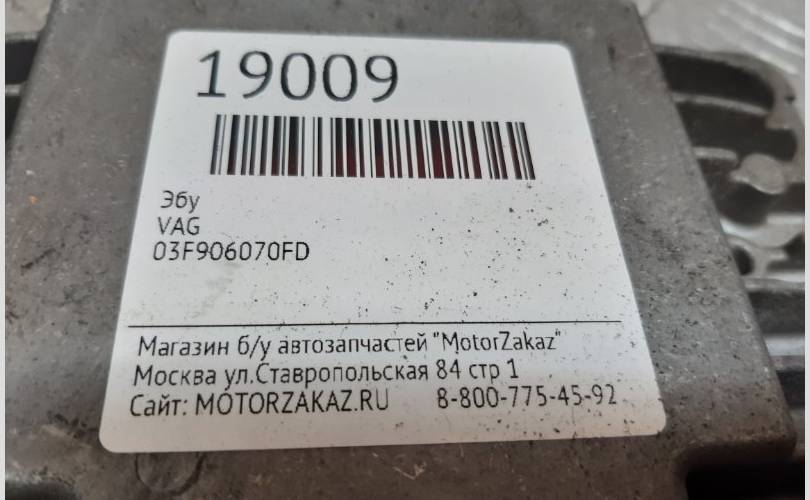 19009
Эбу
VAG
03F906070FD
Магазин б/у автозапчастей "MotorZakaz"
Москва ул.Ставропольская 84 стр 1
Сайт: MOTORZAKAZ.RU 8-800-775-45-92